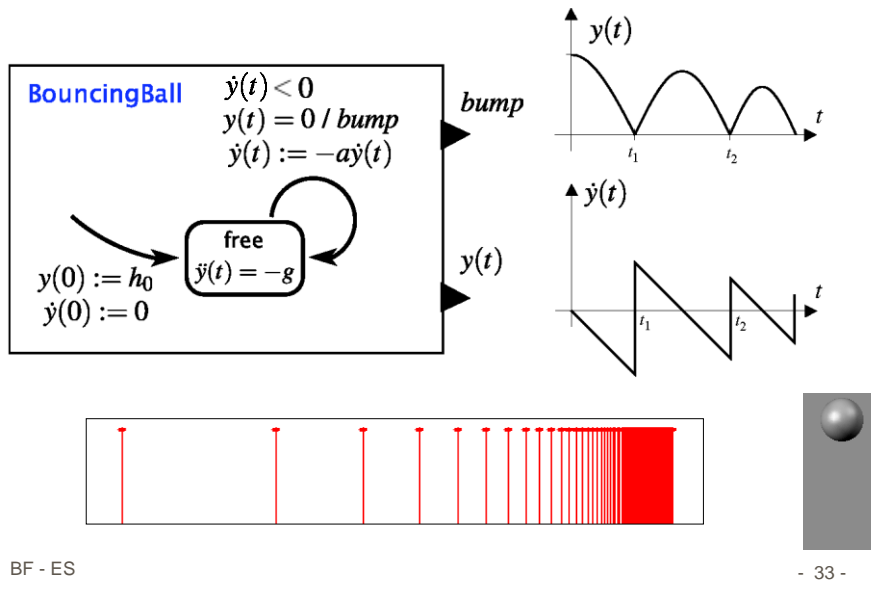 BouncingBall
ẏ(t) < 0
y(t) = 0 / bump
ẏ(t) := −aẏ(t)
free
ÿ(t) = −g
y(0) := h₀
ẏ(0) := 0
bump
y(t)
y(t)
t
t₁
t₂
ẏ(t)
t
t₁
t₂
BF - ES
- 33 -